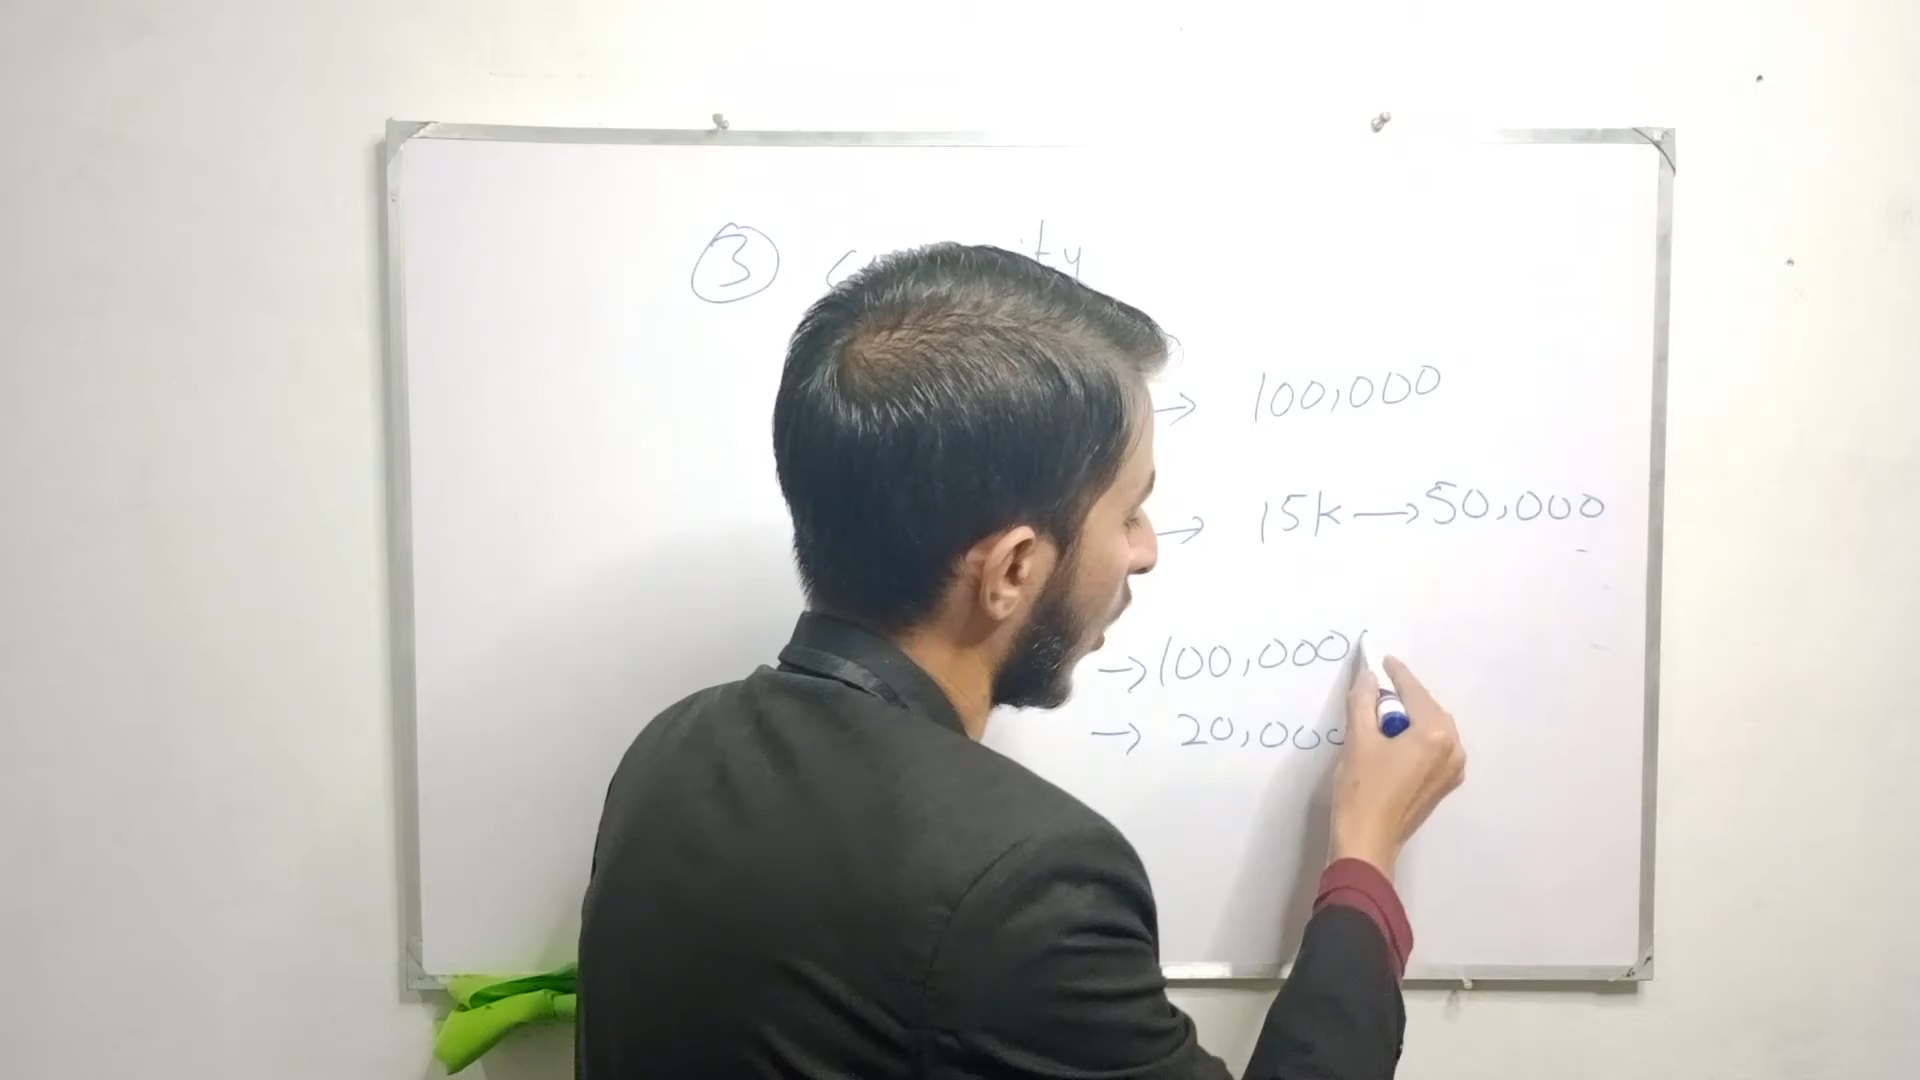 ③
→ 100,000
→ 15k → 50,000
→ 100,000
→ 20,000